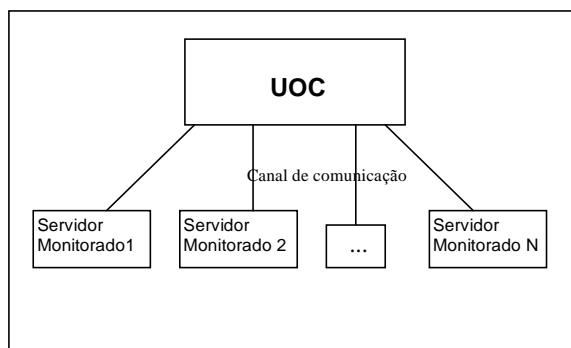 UOC
Canal de comunicação
Servidor
Monitorado1
Servidor
Monitorado 2
...
Servidor
Monitorado N